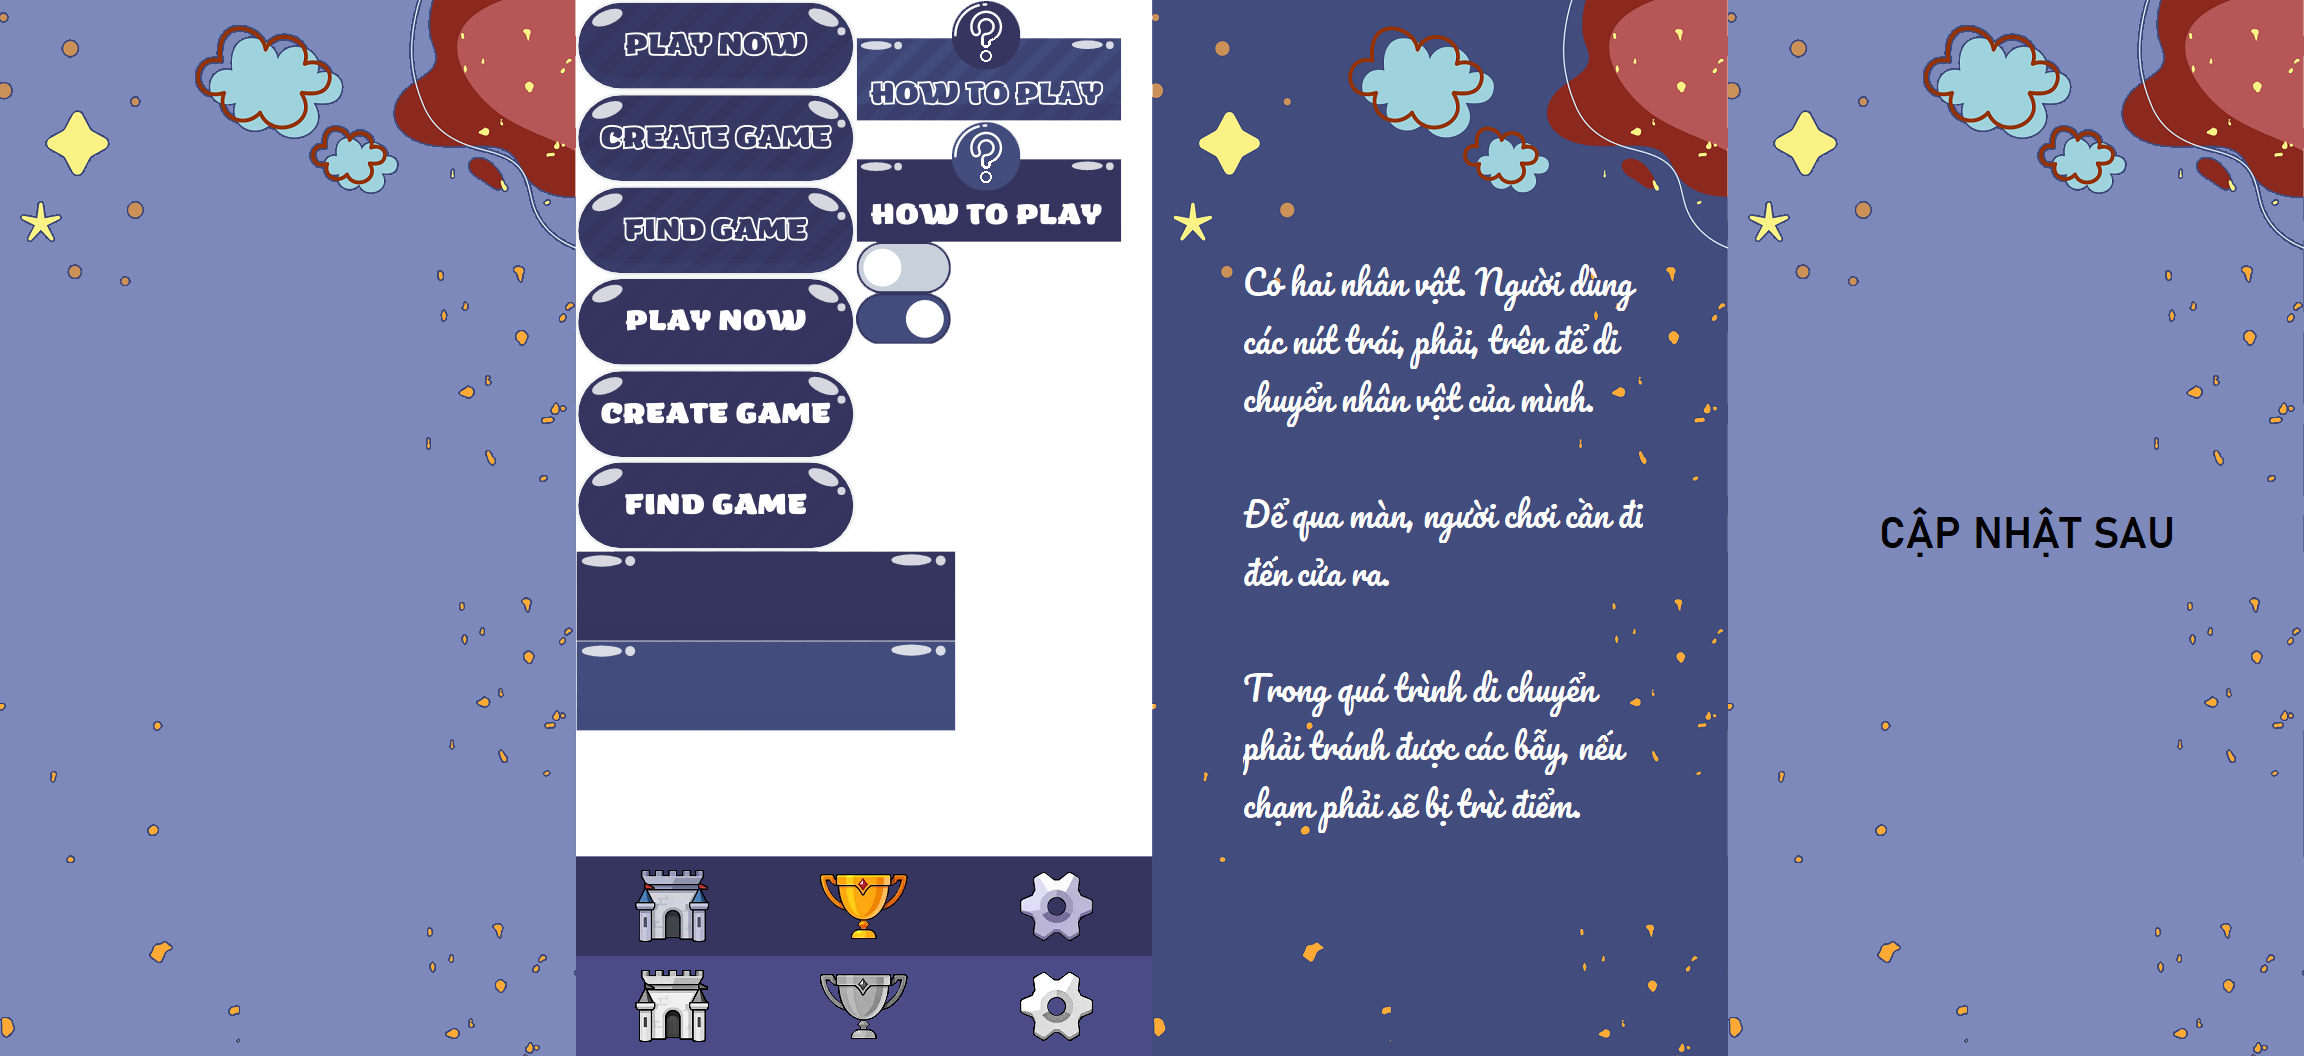 PLAY NOW
CREATE GAME
FIND GAME
PLAY NOW
CREATE GAME
FIND GAME
?
HOW TO PLAY
?
HOW TO PLAY
Có hai nhân vật. Người dùng
các nút trái, phải, trên để di
chuyển nhân vật của mình.
Để qua màn, người chơi cần đi
đến cửa ra.
Trong quá trình di chuyển
phải tránh được các bẫy, nếu
chạm phải sẽ bị trừ điểm.
CẬP NHẬT SAU